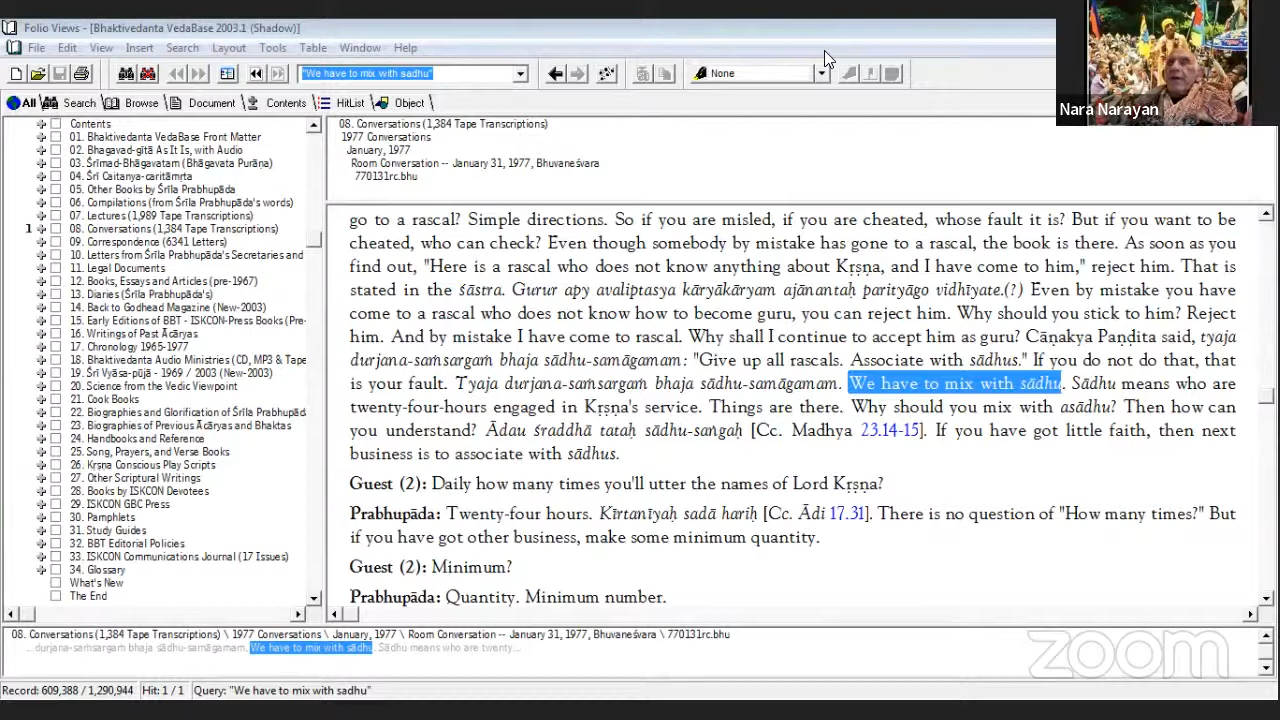 Folio Views - [Bhaktivedanta VedaBase 2003.1 (Shadow)]
File Edit View Insert Search Layout Tools Table Window Help
"We have to mix with sadhu"
None
All Search Browse Document Contents HitList Object
Nara Narayan
Contents
01. Bhaktivedanta VedaBase Front Matter
02. Bhagavad-gītā As It Is, with Audio
03. Śrīmad-Bhāgavatam (Bhāgavata Purāṇa)
04. Śrī Caitanya-caritāmṛta
05. Other Books by Śrīla Prabhupāda
06. Compilations (from Śrīla Prabhupāda's words)
07. Lectures (1,989 Tape Transcriptions)
1 08. Conversations (1,384 Tape Transcriptions)
09. Correspondence (6341 Letters)
10. Letters from Śrīla Prabhupāda's Secretaries and
11. Legal Documents
12. Books, Essays and Articles (pre-1967)
13. Diaries (Śrīla Prabhupāda's)
14. Back to Godhead Magazine (New-2003)
15. Early Editions of BBT - ISKCON-Press Books (Pre-
16. Writings of Past Ācāryas
17. Chronology 1965-1977
18. Bhaktivedanta Audio Ministries (CD, MP3 & Tape
19. Śrī Vyāsa-pūjā - 1969 / 2003 (New-2003)
20. Science from the Vedic Viewpoint
21. Cook Books
22. Biographies and Glorification of Śrīla Prabhupād
23. Biographies of Previous Ācāryas and Bhaktas
24. Handbooks and Reference
25. Song, Prayers, and Verse Books
26. Kṛṣṇa Conscious Play Scripts
27. Other Scriptural Writings
28. Books by ISKCON Devotees
29. ISKCON GBC Press
30. Pamphlets
31. Study Guides
32. BBT Editorial Policies
33. ISKCON Communications Journal (17 Issues)
34. Glossary
What's New
The End
08. Conversations (1,384 Tape Transcriptions)
1977 Conversations
January, 1977
Room Conversation -- January 31, 1977, Bhuvaneśvara
770131rc.bhu
go to a rascal? Simple directions. So if you are misled, if you are cheated, whose fault it is? But if you want to be
cheated, who can check? Even though somebody by mistake has gone to a rascal, the book is there. As soon as you
find out, "Here is a rascal who does not know anything about Kṛṣṇa, and I have come to him," reject him. That is
stated in the śāstra. Gurur apy avaliptasya kāryākāryam ajānantaḥ parityāgo vidhīyate.(?) Even by mistake you have
come to a rascal who does not know how to become guru, you can reject him. Why should you stick to him? Reject
him. And by mistake I have come to rascal. Why shall I continue to accept him as guru? Cāṇakya Paṇḍita said, tyaja
durjana-saṁsargaṁ bhaja sādhu-samāgamam: "Give up all rascals. Associate with sādhus." If you do not do that, that
is your fault. Tyaja durjana-saṁsargaṁ bhaja sādhu-samāgamam. We have to mix with sādhu. Sādhu means who are
twenty-four-hours engaged in Kṛṣṇa's service. Things are there. Why should you mix with asādhu? Then how can
you understand? Ādau śraddhā tataḥ sādhu-saṅgaḥ [Cc. Madhya 23.14-15]. If you have got little faith, then next
business is to associate with sādhus.
Guest (2): Daily how many times you'll utter the names of Lord Kṛṣṇa?
Prabhupāda: Twenty-four hours. Kīrtanīyaḥ sadā hariḥ [Cc. Ādi 17.31]. There is no question of "How many times?" But
if you have got other business, make some minimum quantity.
Guest (2): Minimum?
Prabhupāda: Quantity. Minimum number.
08. Conversations (1,384 Tape Transcriptions) \ 1977 Conversations \ January, 1977 \ Room Conversation -- January 31, 1977, Bhuvaneśvara \ 770131rc.bhu
...durjana-saṁsargaṁ bhaja sādhu-samāgamam. We have to mix with sādhu. Sādhu means who are twenty...
zoom
Record: 609,388 / 1,290,944 Hit: 1 / 1 Query: "We have to mix with sadhu"